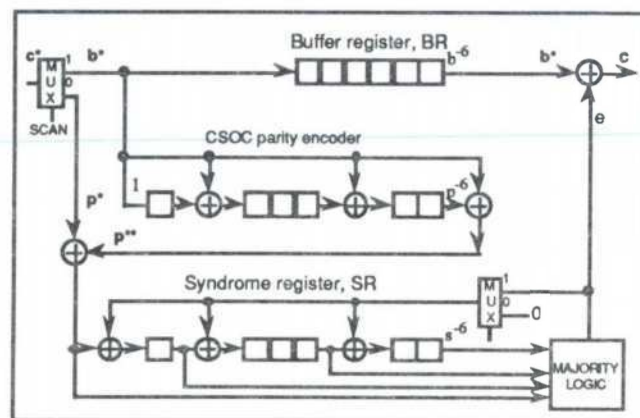 Buffer register, BR
c* MUX 1 0 b* b-6 b* c
SCAN
e
CSOC parity encoder
1 p-6
p*
p**
Syndrome register, SR
MUX 1 0 0
s-6
MAJORITY
LOGIC